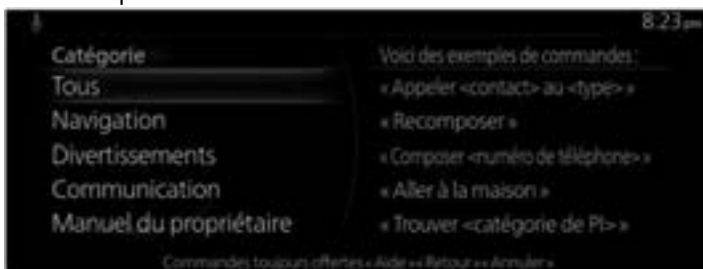 8:23 pm
Catégorie
Tous
Navigation
Divertissements
Communication
Manuel du propriétaire
Voici des exemples de commandes :
« Appeler <contact> au <type> »
« Recomposer »
« Composer <numéro de téléphone> »
« Aller à la maison »
« Trouver <catégorie de PI> »
Commandes toujours offertes « Aide » « Retour » « Annuler »